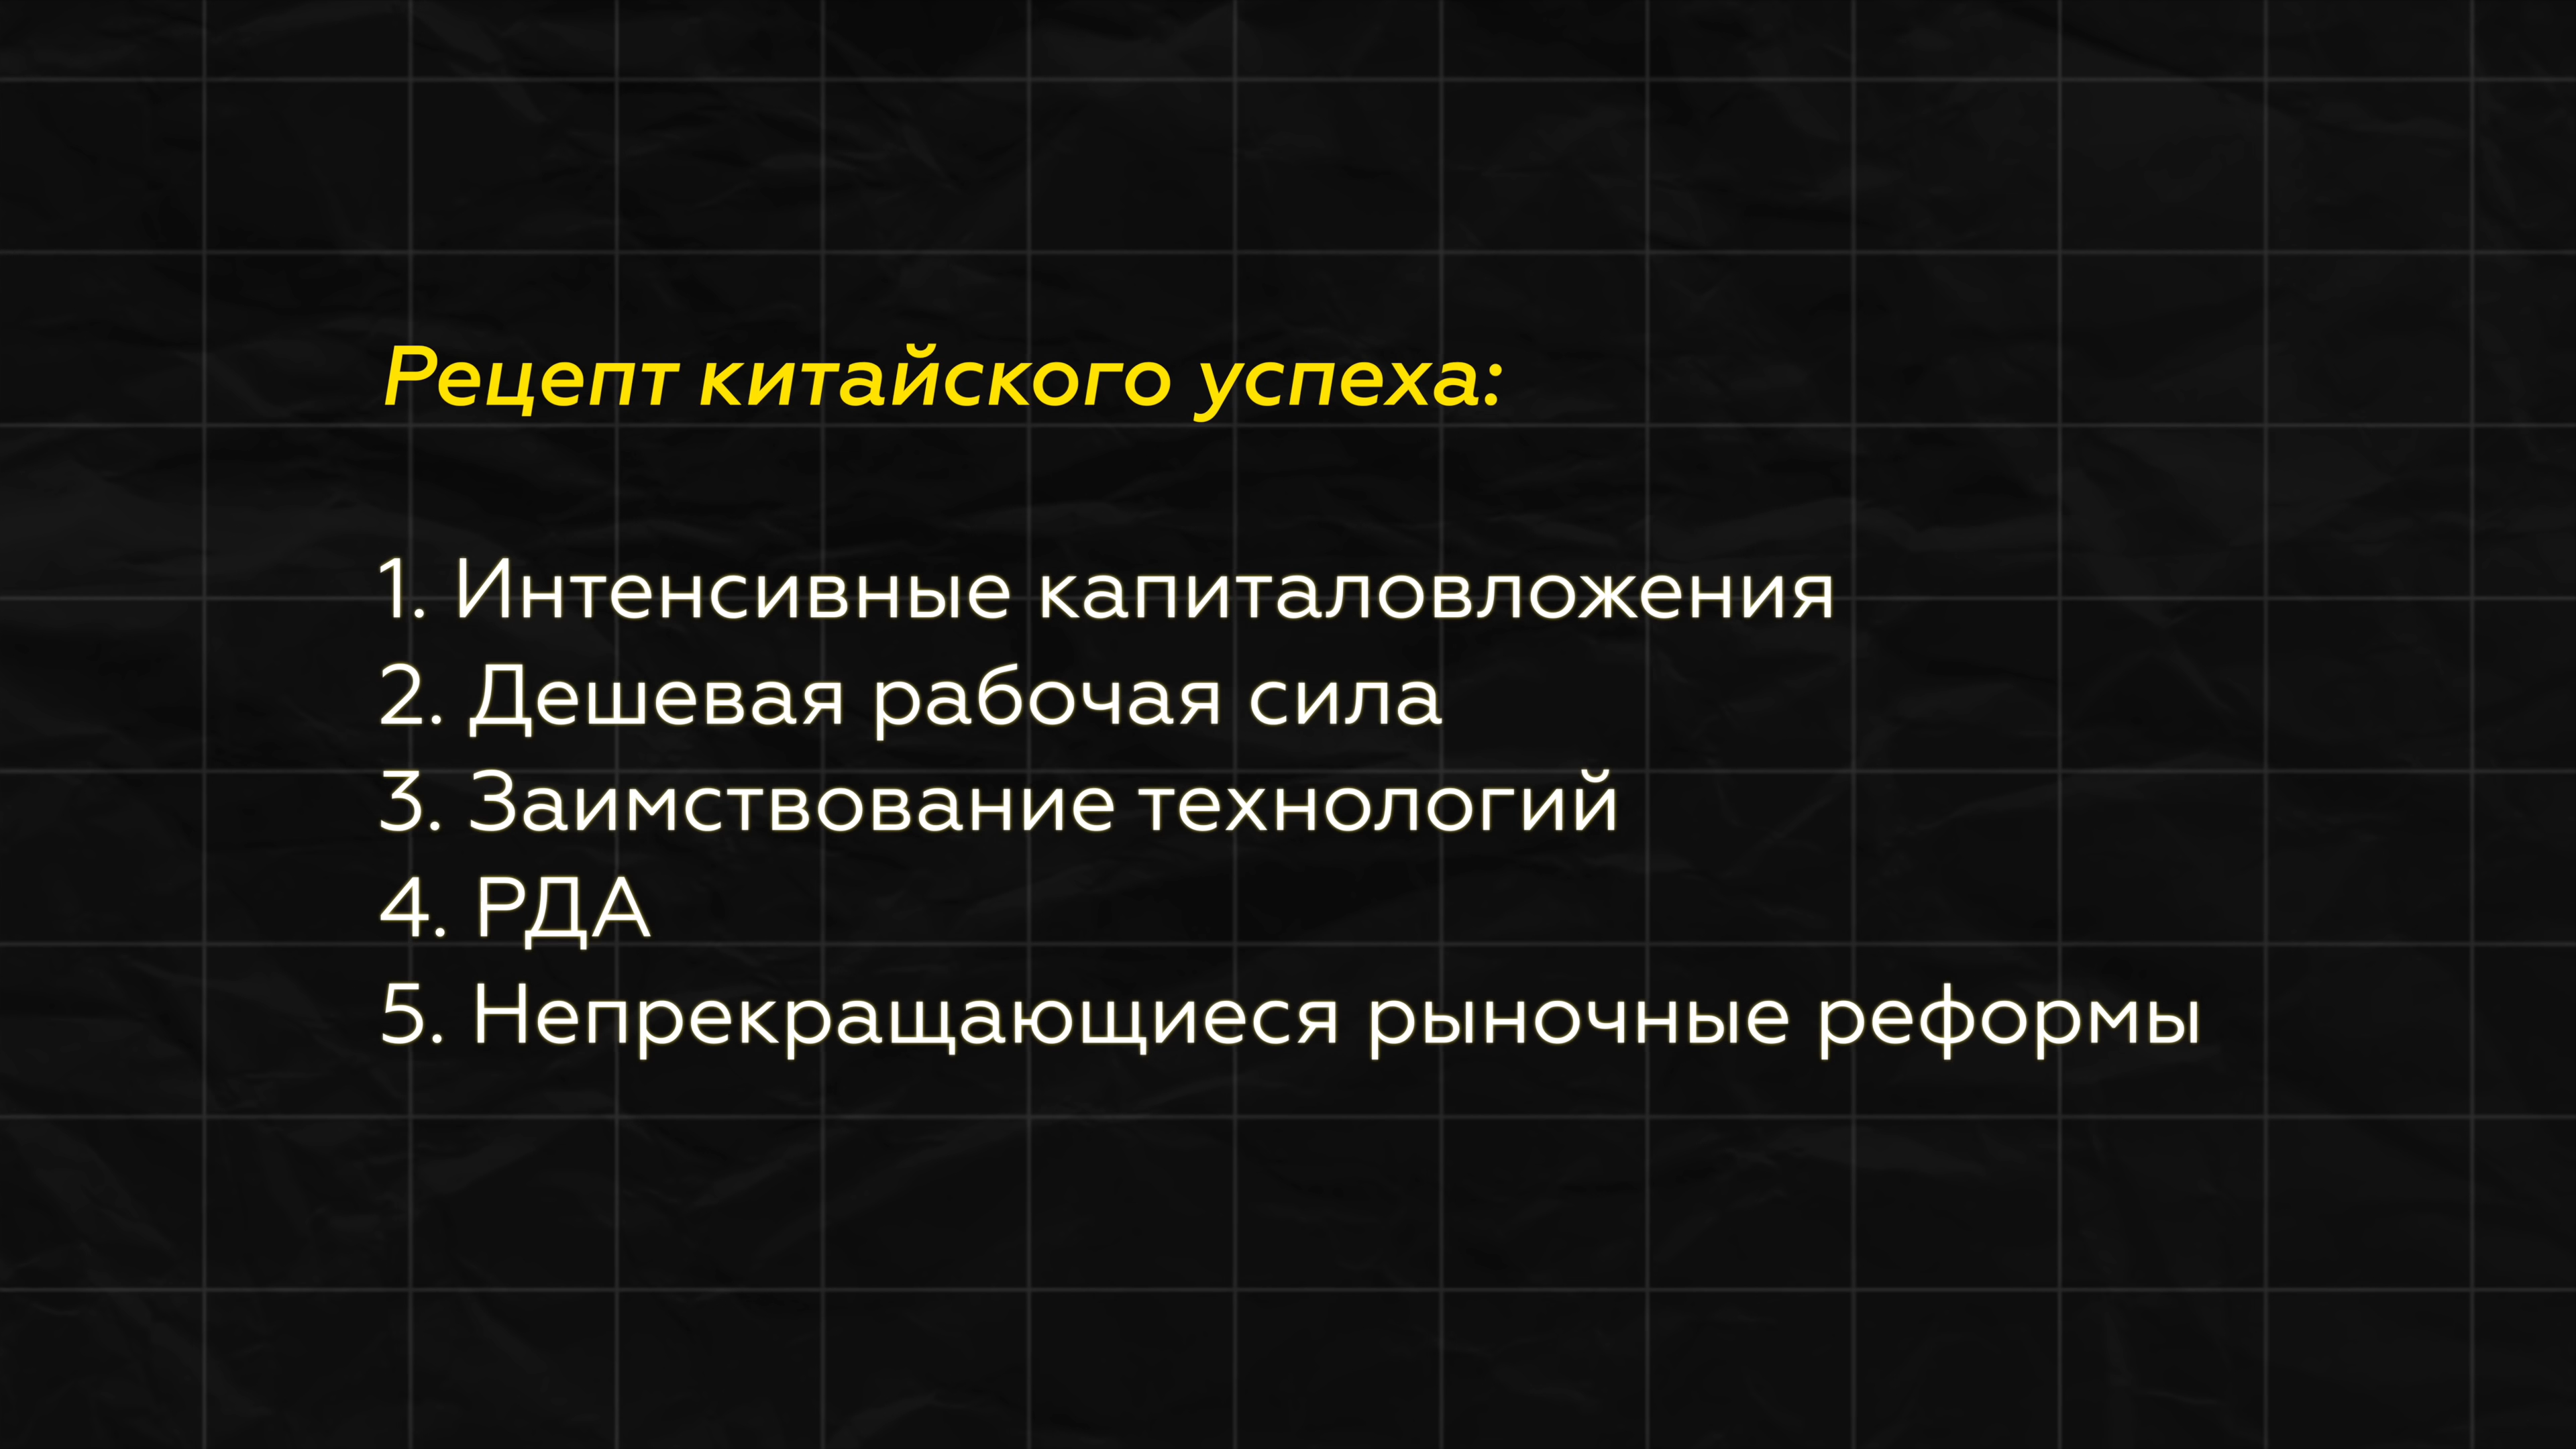 Рецепт китайского успеха:
1. Интенсивные капиталовложения
2. Дешевая рабочая сила
3. Заимствование технологий
4. РДА
5. Непрекращающиеся рыночные реформы